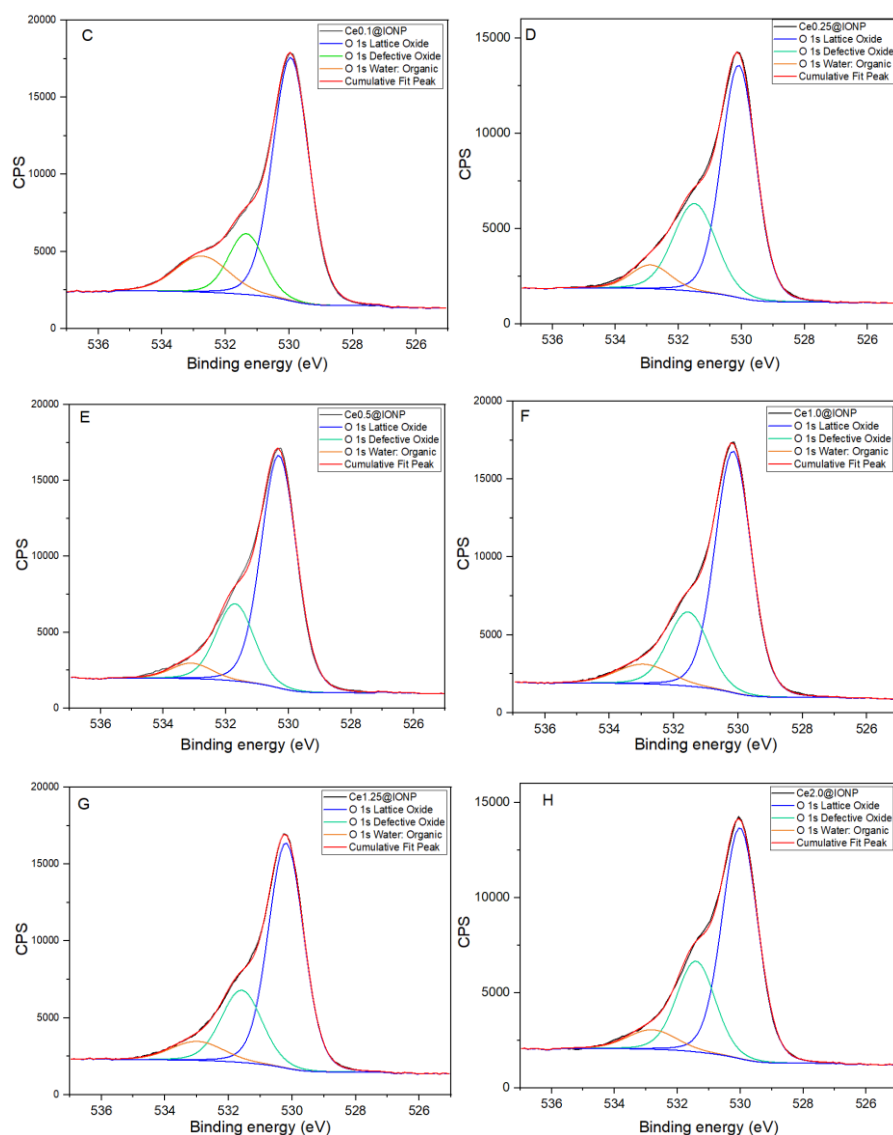 C
Ce0.1@IONP
O 1s Lattice Oxide
O 1s Defective Oxide
O 1s Water: Organic
Cumulative Fit Peak
20000
15000
10000
5000
0
CPS
536 534 532 530 528 526
Binding energy (eV)
D
Ce0.25@IONP
O 1s Lattice Oxide
O 1s Defective Oxide
O 1s Water: Organic
Cumulative Fit Peak
15000
10000
5000
0
CPS
536 534 532 530 528 526
Binding energy (eV)
E
Ce0.5@IONP
O 1s Lattice Oxide
O 1s Defective Oxide
O 1s Water: Organic
Cumulative Fit Peak
20000
15000
10000
5000
0
CPS
536 534 532 530 528 526
Binding energy (eV)
F
Ce1.0@IONP
O 1s Lattice Oxide
O 1s Defective Oxide
O 1s Water: Organic
Cumulative Fit Peak
20000
15000
10000
5000
0
CPS
536 534 532 530 528 526
Binding energy (eV)
G
Ce1.25@IONP
O 1s Lattice Oxide
O 1s Defective Oxide
O 1s Water: Organic
Cumulative Fit Peak
20000
15000
10000
5000
0
CPS
536 534 532 530 528 526
Binding energy (eV)
H
Ce2.0@IONP
O 1s Lattice Oxide
O 1s Defective Oxide
O 1s Water: Organic
Cumulative Fit Peak
15000
10000
5000
0
CPS
536 534 532 530 528 526
Binding energy (eV)